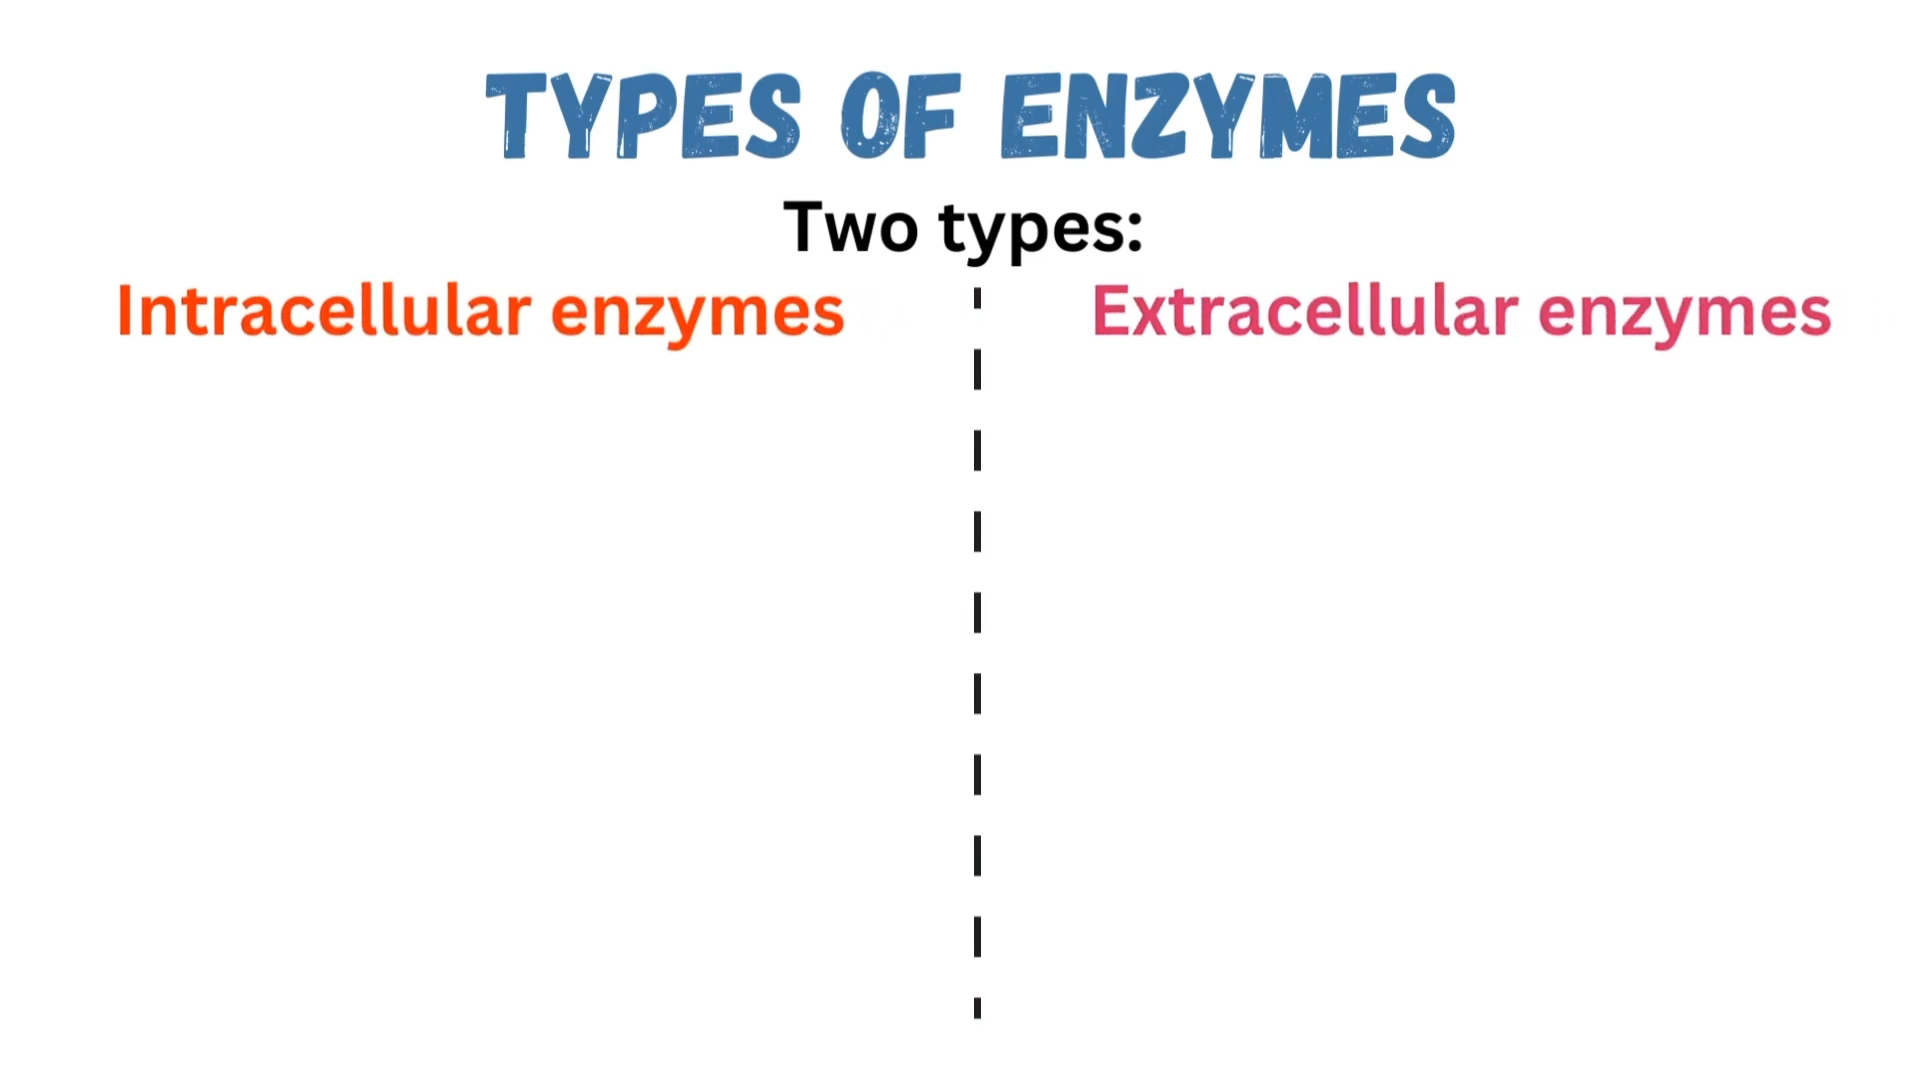 TYPES OF ENZYMES
Two types:
Intracellular enzymes
Extracellular enzymes